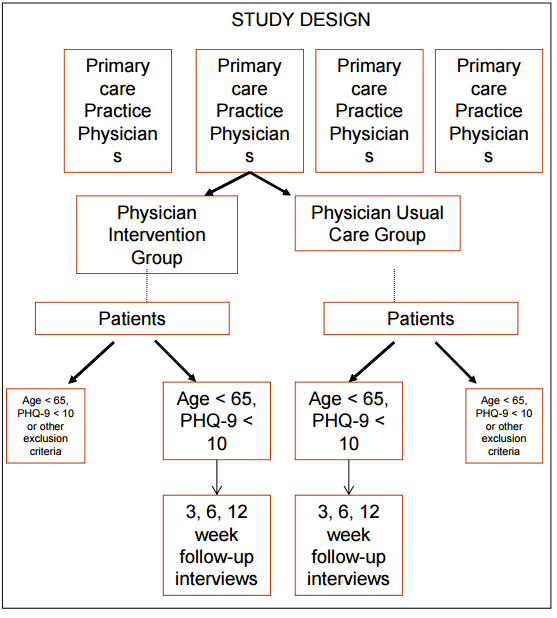 STUDY DESIGN
Primary
care
Practice
Physician
s
Primary
care
Practice
Physician
s
Primary
care
Practice
Physician
s
Primary
care
Practice
Physician
s
Physician
Intervention
Group
Physician Usual
Care Group
Patients
Patients
Age < 65,
PHQ-9 < 10
or other
exclusion
criteria
Age < 65,
PHQ-9 <
10
Age < 65,
PHQ-9 <
10
Age < 65,
PHQ-9 < 10
or other
exclusion
criteria
3, 6, 12
week
follow-up
interviews
3, 6, 12
week
follow-up
interviews